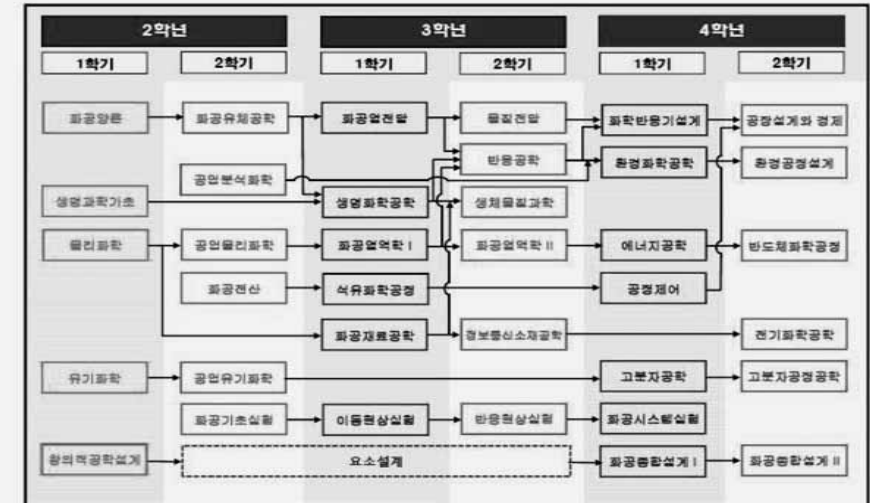 2학년 3학년 4학년
1학기 2학기 1학기 2학기 1학기 2학기
화공양론 화공유체공학 화공열전달 물질전달 화학반응기설계 공정설계와 경제
반응공학 환경화학공학 환경공정설계
공업분석화학
생명과학기초 생명화학공학 생체물질과학
물리화학 공업물리화학 화공열역학 I 화공열역학 II 에너지공학 반도체화학공정
화공전산 석유화학공정 공정제어
화공재료공학 정보통신소재공학 전기화학공학
유기화학 공업유기화학 고분자공학 고분자공정공학
화공기초실험 이동현상실험 반응현상실험 화공시스템실험
창의적공학설계 요소설계 화공종합설계 I 화공종합설계 II